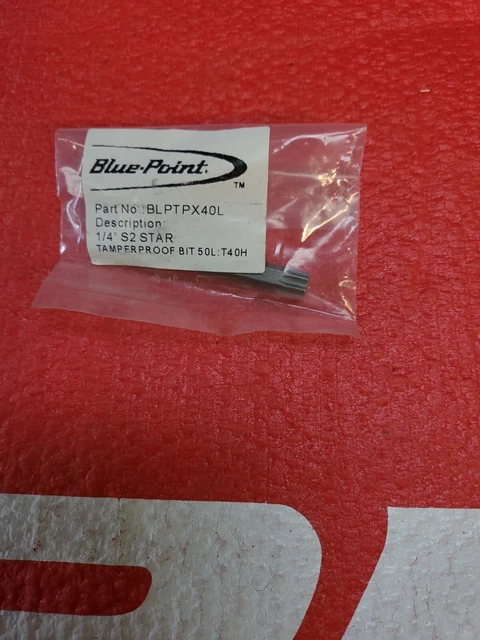 Blue-Point
TM
Part No BLPTPX40L
Description
1/4" S2 STAR
TAMPERPROOF BIT 50L:T40H